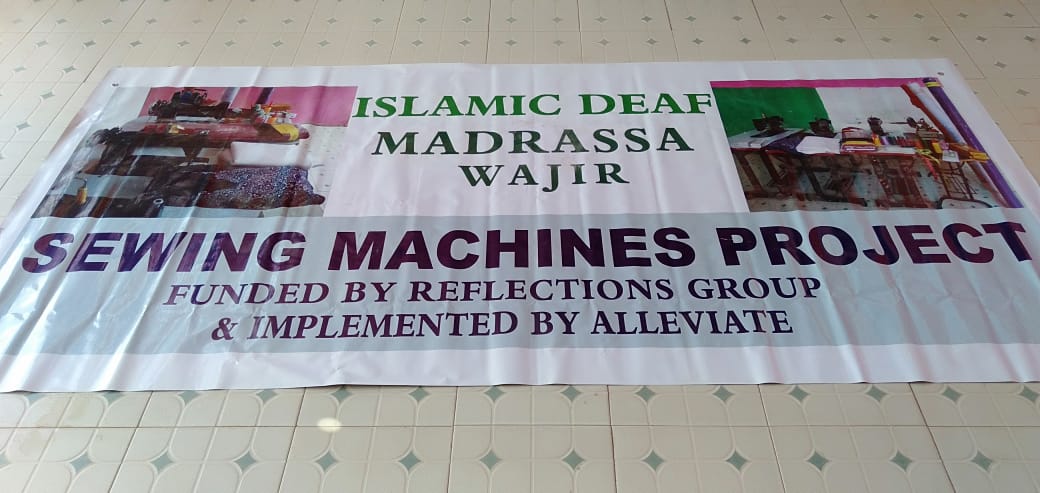 ISLAMIC DEAF
MADRASSA
WAJIR
SEWING MACHINES PROJECT
FUNDED BY REFLECTIONS GROUP
& IMPLEMENTED BY ALLEVIATE